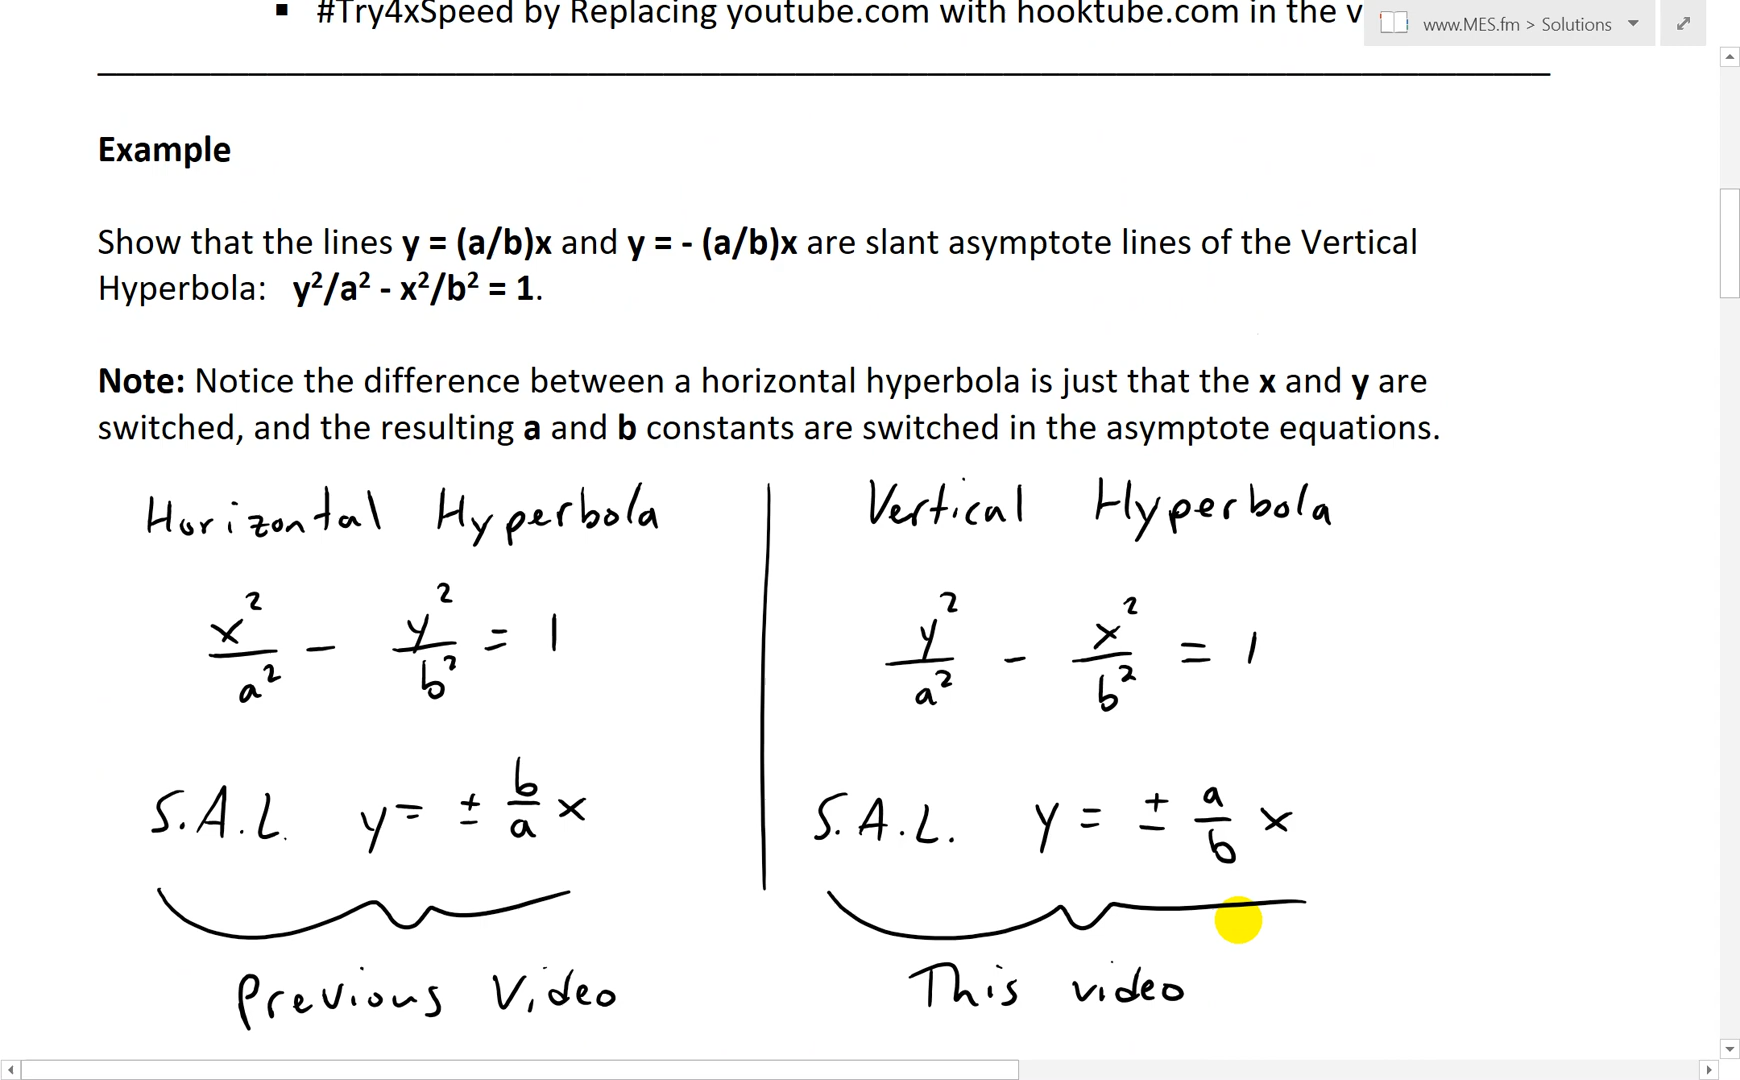 ▪ #Try4xSpeed by Replacing youtube.com with hooktube.com in the v
www.MES.fm > Solutions
Example
Show that the lines y = (a/b)x and y = - (a/b)x are slant asymptote lines of the Vertical
Hyperbola: y²/a² - x²/b² = 1.
Note: Notice the difference between a horizontal hyperbola is just that the x and y are
switched, and the resulting a and b constants are switched in the asymptote equations.
Horizontal Hyperbola
x²/a² - y²/b² = 1
S.A.L. y = ± b/a x
Previous Video
Vertical Hyperbola
y²/a² - x²/b² = 1
S.A.L. y = ± a/b x
This video